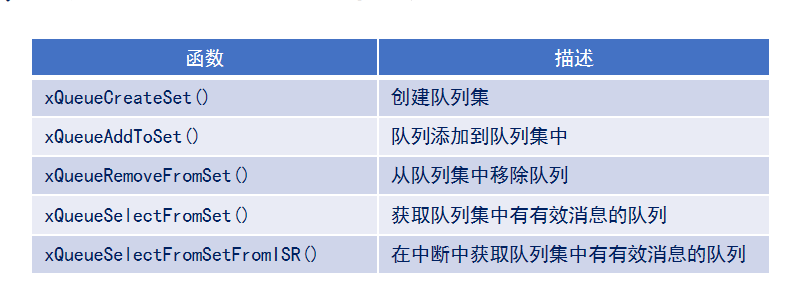 函数 描述
xQueueCreateSet() 创建队列集
xQueueAddToSet() 队列添加到队列集中
xQueueRemoveFromSet() 从队列集中移除队列
xQueueSelectFromSet() 获取队列集中有有效消息的队列
xQueueSelectFromSetFromISR() 在中断中获取队列集中有有效消息的队列